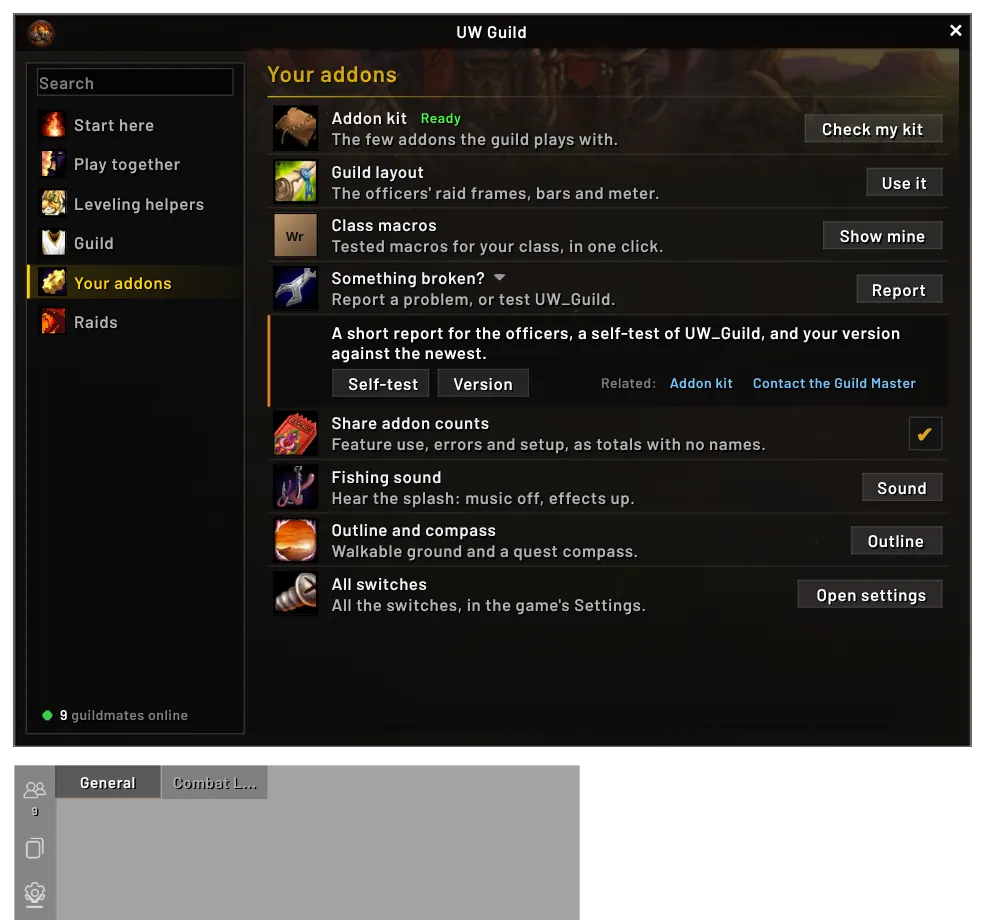 UW Guild
Search
Start here
Play together
Leveling helpers
Guild
Your addons
Raids
9 guildmates online
Your addons
Addon kit Ready
The few addons the guild plays with.
Check my kit
Guild layout
The officers' raid frames, bars and meter.
Use it
Wr
Class macros
Tested macros for your class, in one click.
Show mine
Something broken?
Report a problem, or test UW_Guild.
Report
A short report for the officers, a self-test of UW_Guild, and your version
against the newest.
Self-test
Version
Related: Addon kit Contact the Guild Master
Share addon counts
Feature use, errors and setup, as totals with no names.
Fishing sound
Hear the splash: music off, effects up.
Sound
Outline and compass
Walkable ground and a quest compass.
Outline
All switches
All the switches, in the game's Settings.
Open settings
General
Combat L...
9